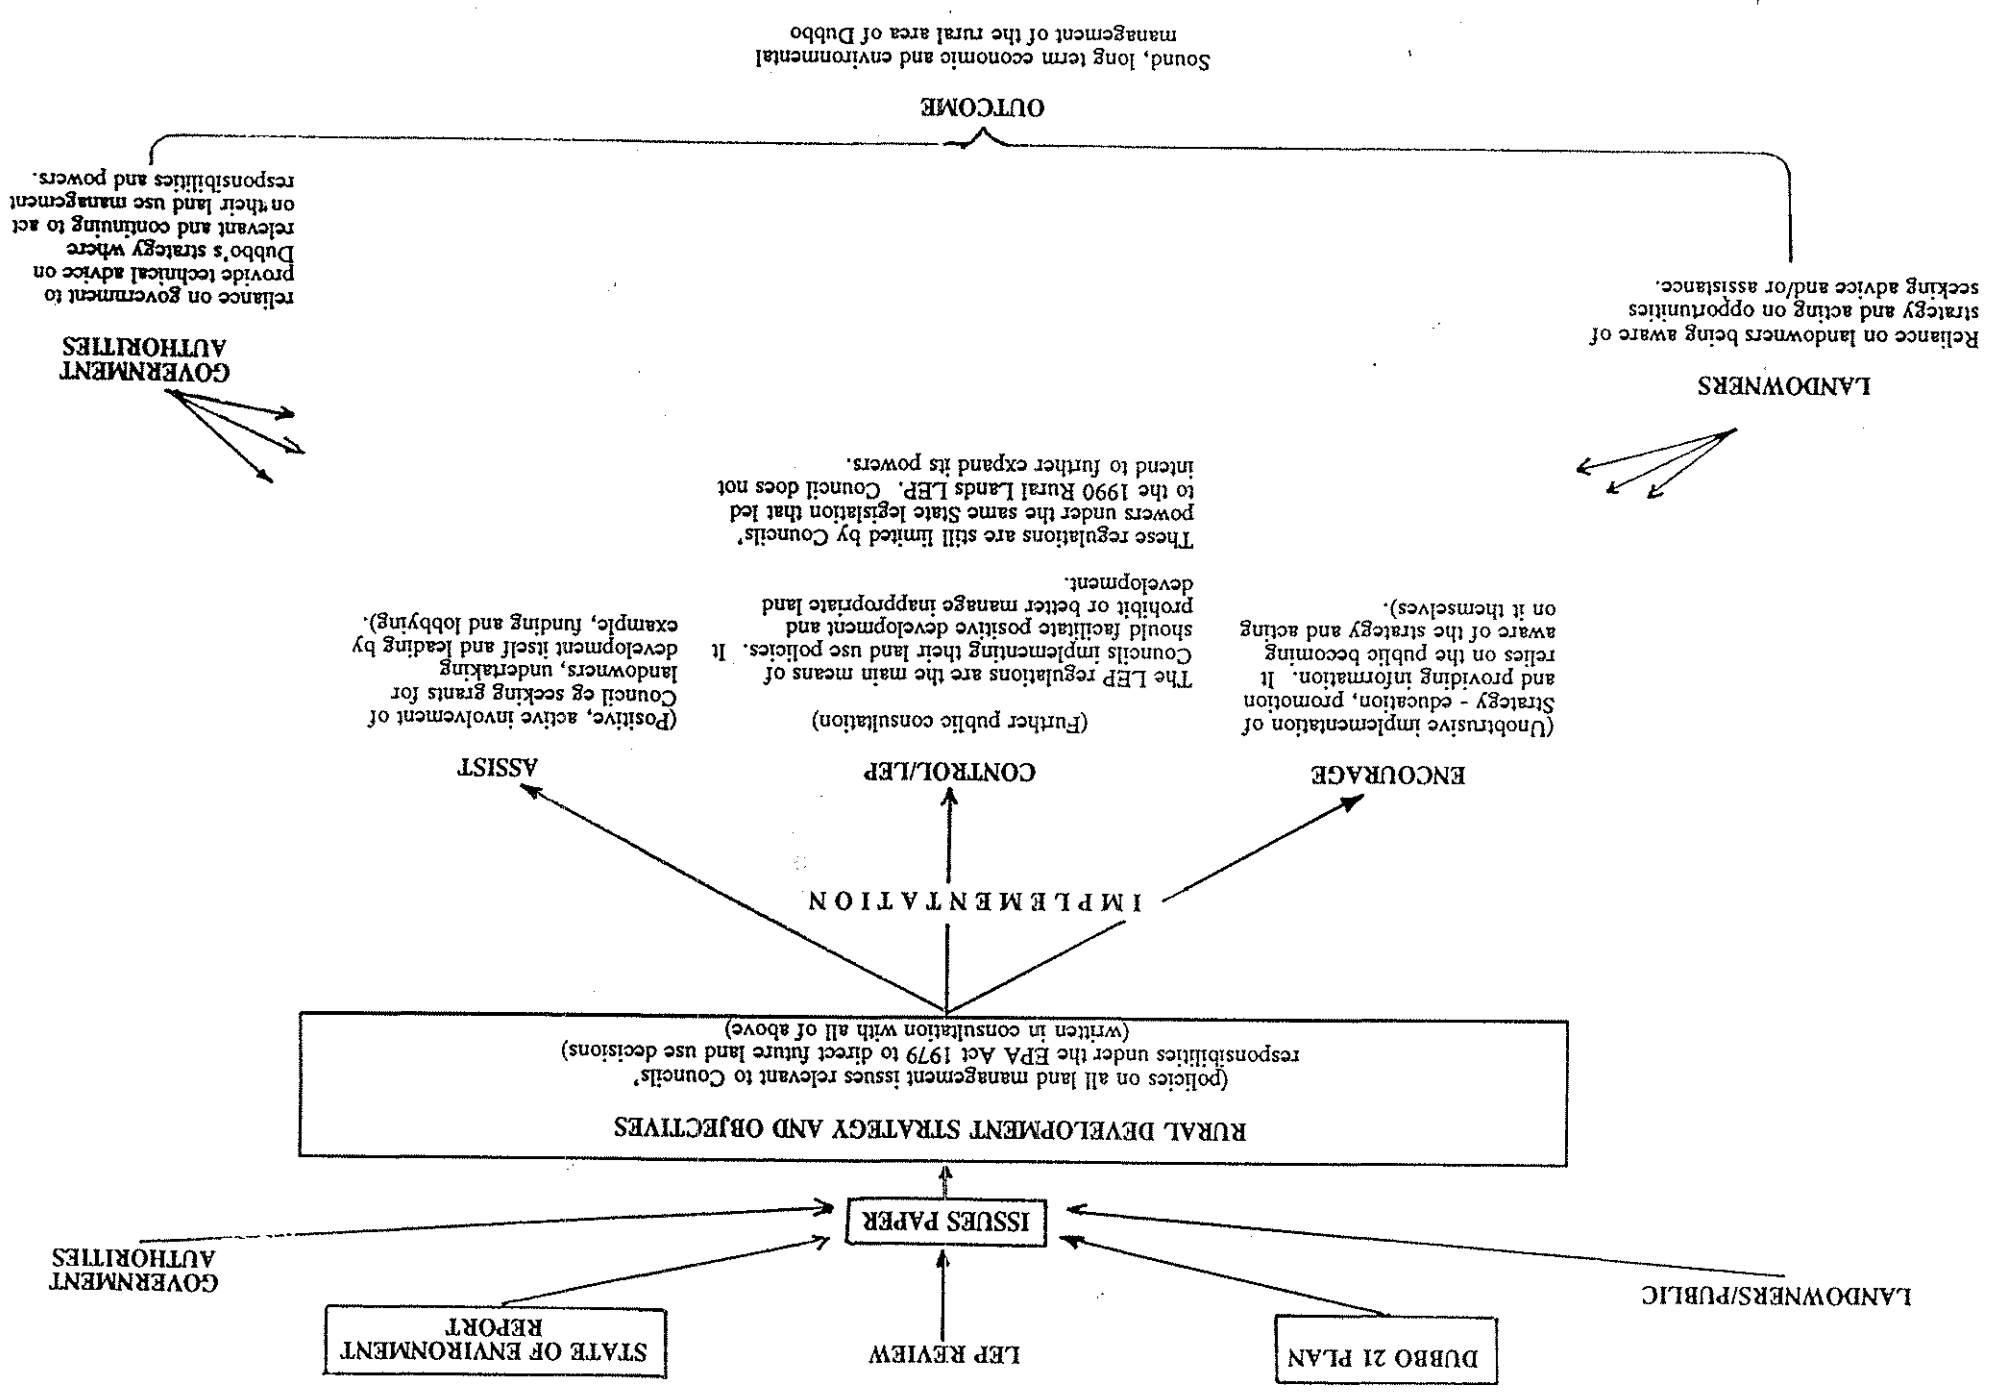 DUBBO 21 PLAN
LEP REVIEW
STATE OF ENVIRONMENT
REPORT
LANDOWNERS/PUBLIC
GOVERNMENT
AUTHORITIES
ISSUES PAPER
RURAL DEVELOPMENT STRATEGY AND OBJECTIVES
(policies on all land management issues relevant to Councils'
responsibilities under the EPA Act 1979 to direct future land use decisions)
(written in consultation with all of above)
IMPLEMENTATION
ENCOURAGE
(Unobtrusive implementation of
Strategy - education, promotion
and providing information. It
relies on the public becoming
aware of the strategy and acting
on it themselves).
CONTROL/LEP
(Further public consultation)
The LEP regulations are the main means of
Councils implementing their land use policies. It
should facilitate positive development and
prohibit or better manage inappropriate land
development.
These regulations are still limited by Councils'
powers under the same State legislation that led
to the 1990 Rural Lands LEP. Council does not
intend to further expand its powers.
ASSIST
(Positive, active involvement of
Council eg seeking grants for
landowners, undertaking
development itself and leading by
example, funding and lobbying).
LANDOWNERS
Reliance on landowners being aware of
strategy and acting on opportunities
seeking advice and/or assistance.
GOVERNMENT
AUTHORITIES
reliance on government to
provide technical advice on
Dubbo's strategy where
relevant and continuing to act
on their land use management
responsibilities and powers.
OUTCOME
Sound, long term economic and environmental
management of the rural area of Dubbo